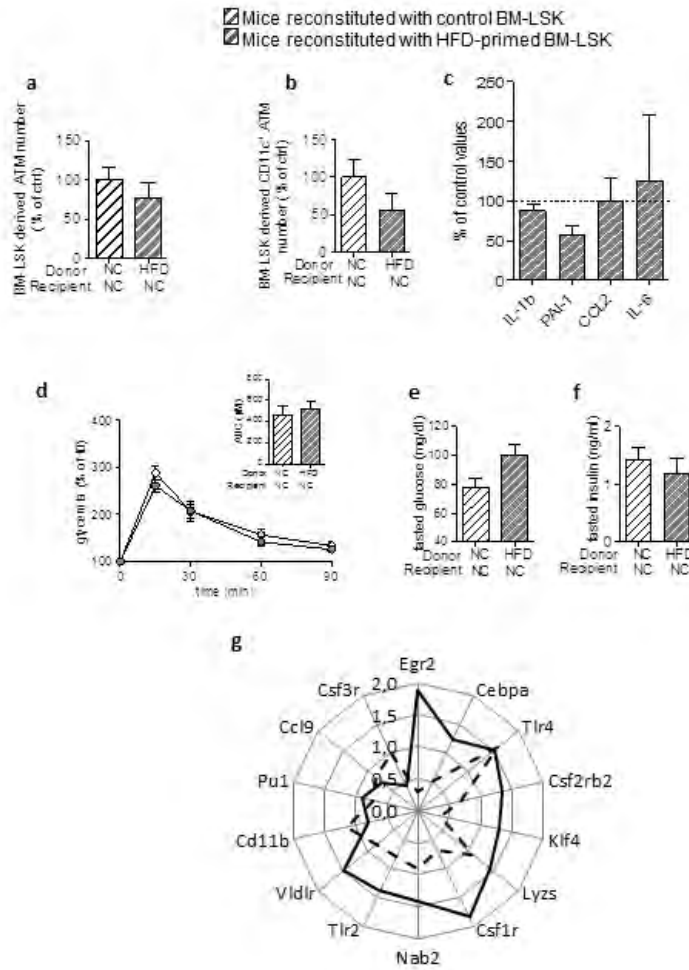 Mice reconstituted with control BM-LSK
Mice reconstituted with HFD-primed BM-LSK
a
BM-LSK derived ATM number
(% of ctrl)
150
100
50
0
Donor NC HFD
Recipient NC NC
b
BM-LSK derived CD11c+ ATM
number (% of ctrl)
150
100
50
0
Donor NC HFD
Recipient NC NC
c
% of control values
250
200
150
100
50
0
IL-1b
PAI-1
CCL2
IL-6
d
glycemia (% of t0)
400
300
200
100
0
30
60
90
time (min)
800
600
400
200
0
Donor NC HFD
Recipient NC NC
e
fasted glucose (mg/dl)
120
100
80
60
40
Donor NC HFD
Recipient NC NC
f
fasted insulin (ng/ml)
2
1
0
Donor NC HFD
Recipient NC NC
g
Egr2
Cebpa
Tlr4
Csf2rb2
Klf4
Lyzs
Csf1r
Nab2
Tlr2
Vldlr
Cd11b
Pu1
Ccl9
Csf3r
2,0
1,5
1,0
0,5
0,0